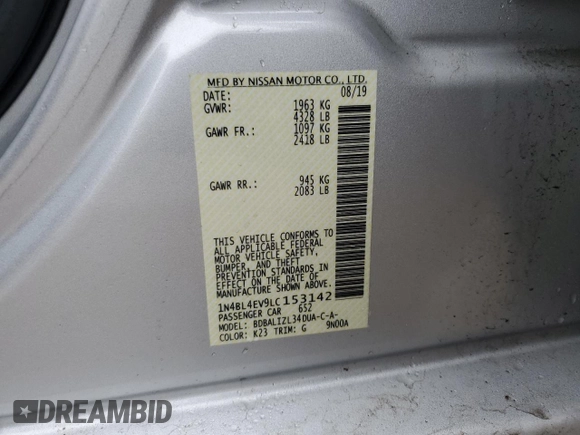 MFD BY NISSAN MOTOR CO., LTD.
DATE: 08/19
GVWR: 1963 KG
4328 LB
GAWR FR.: 1097 KG
2418 LB
GAWR RR.: 945 KG
2083 LB
THIS VEHICLE CONFORMS TO
ALL APPLICABLE FEDERAL
MOTOR VEHICLE SAFETY,
BUMPER, AND THEFT
PREVENTION STANDARDS IN
EFFECT ON THE DATE OF
MANUFACTURE SHOWN ABOVE.
1N4BL4EV9LC153142
PASSENGER CAR 652
MODEL: BDBALIZL34DUA-C-A-
COLOR: K23 TRIM: G 9N00A
DREAMBID